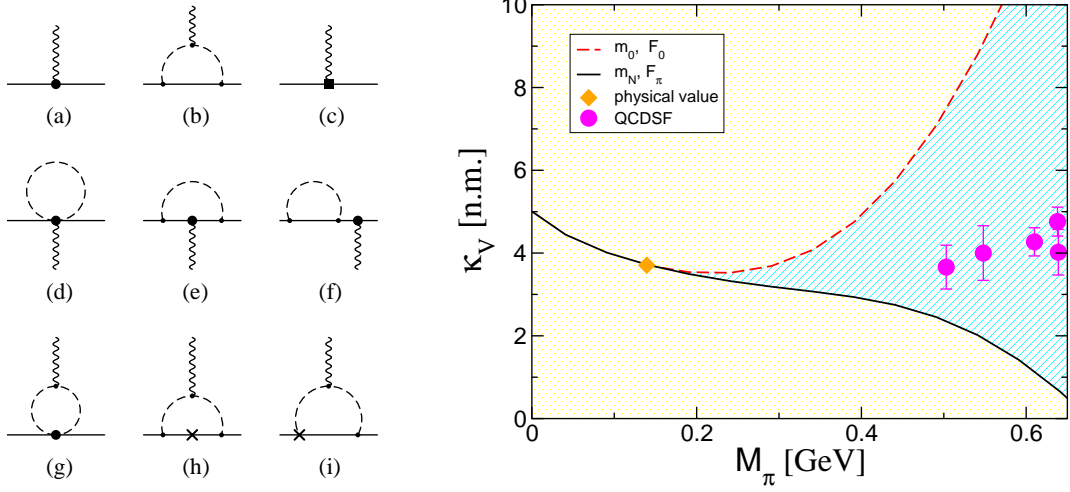 (a) (b) (c)
(d) (e) (f)
(g) (h) (i)
10
8
6
4
2
0
κ_V [n.m.]
m_0, F_0
m_N, F_π
physical value
QCDSF
0 0.2 0.4 0.6
M_π [GeV]